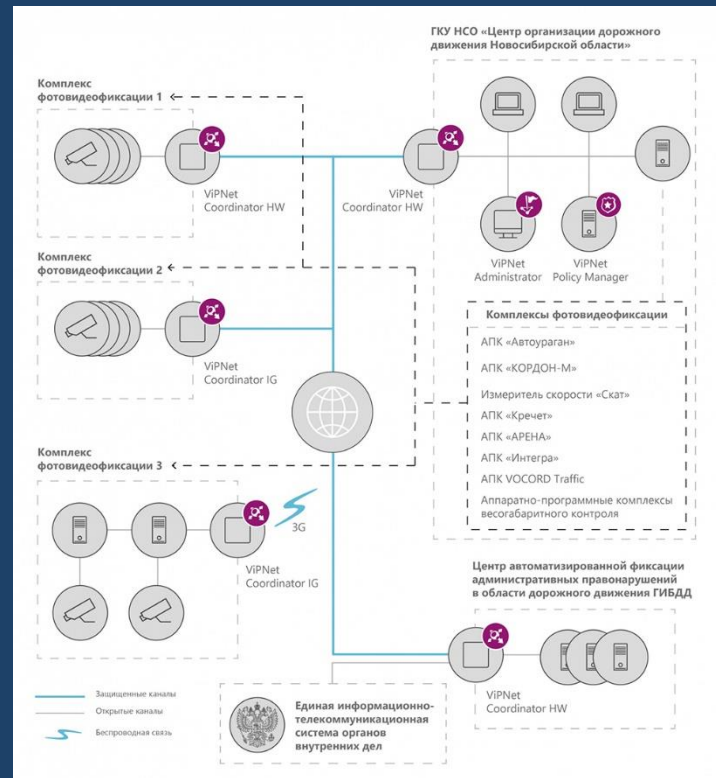 ГКУ НСО «Центр организации дорожного
движения Новосибирской области»
Комплекс
фотовидеофиксации 1
ViPNet
Coordinator HW
ViPNet
Coordinator HW
ViPNet
Administrator
ViPNet
Policy Manager
Комплекс
фотовидеофиксации 2
ViPNet
Coordinator IG
Комплексы фотовидеофиксации
АПК «Автоураган»
АПК «КОРДОН-М»
Измеритель скорости «Скат»
АПК «Кречет»
АПК «АРЕНА»
АПК «Интегра»
АПК VOCORD Traffic
Аппаратно-программные комплексы
весогабаритного контроля
Комплекс
фотовидеофиксации 3
3G
ViPNet
Coordinator IG
Центр автоматизированной фиксации
административных правонарушений
в области дорожного движения ГИБДД
ViPNet
Coordinator HW
Защищенные каналы
Открытые каналы
Беспроводная связь
Единая информационно-
телекоммуникационная
система органов
внутренних дел